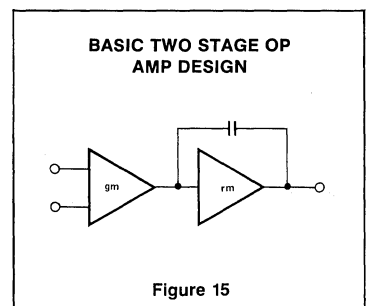 BASIC TWO STAGE OP
AMP DESIGN
gm
rm
Figure 15